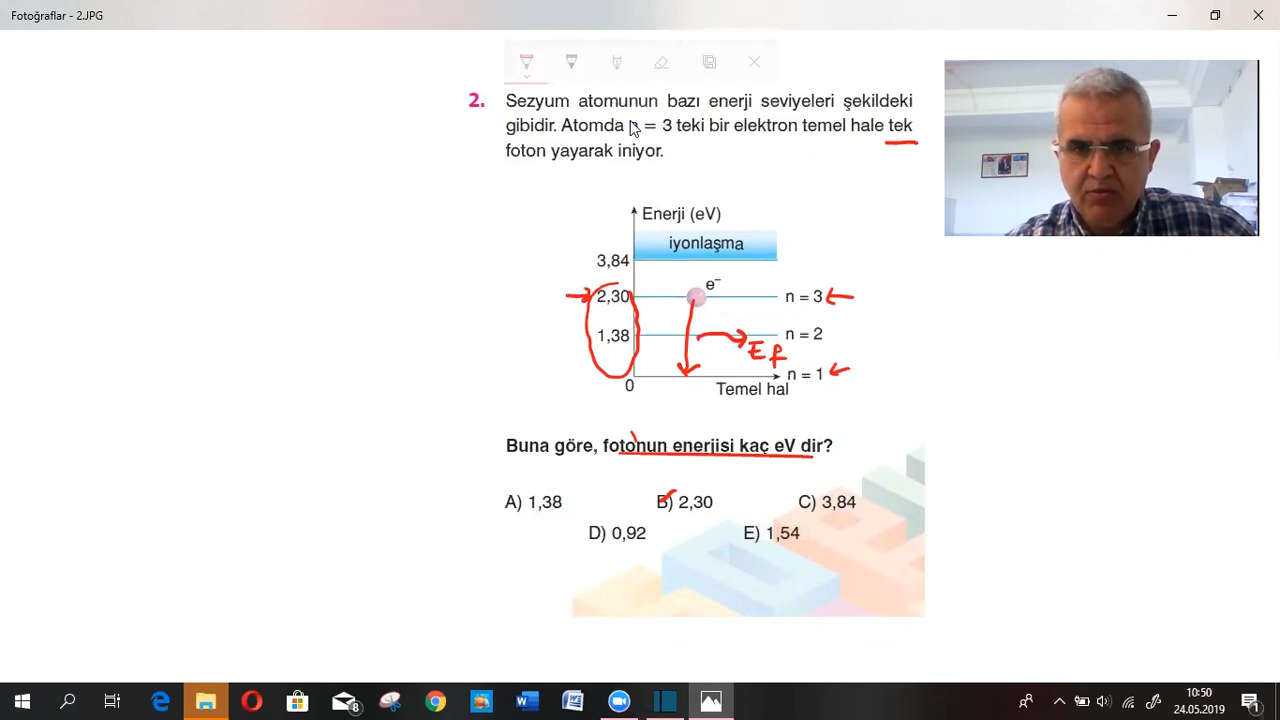 Fotoğraflar - 2.JPG
2. Sezyum atomunun bazı enerji seviyeleri şekildeki
gibidir. Atomda = 3 teki bir elektron temel hale tek
foton yayarak iniyor.
Enerji (eV)
iyonlaşma
3,84
e⁻
2,30
n = 3
1,38
n = 2
E f
n = 1
0
Temel hal
Buna göre, fotonun enerjisi kaç eV dir?
A) 1,38 B) 2,30 C) 3,84
D) 0,92 E) 1,54
8
10:50
24.05.2019
1